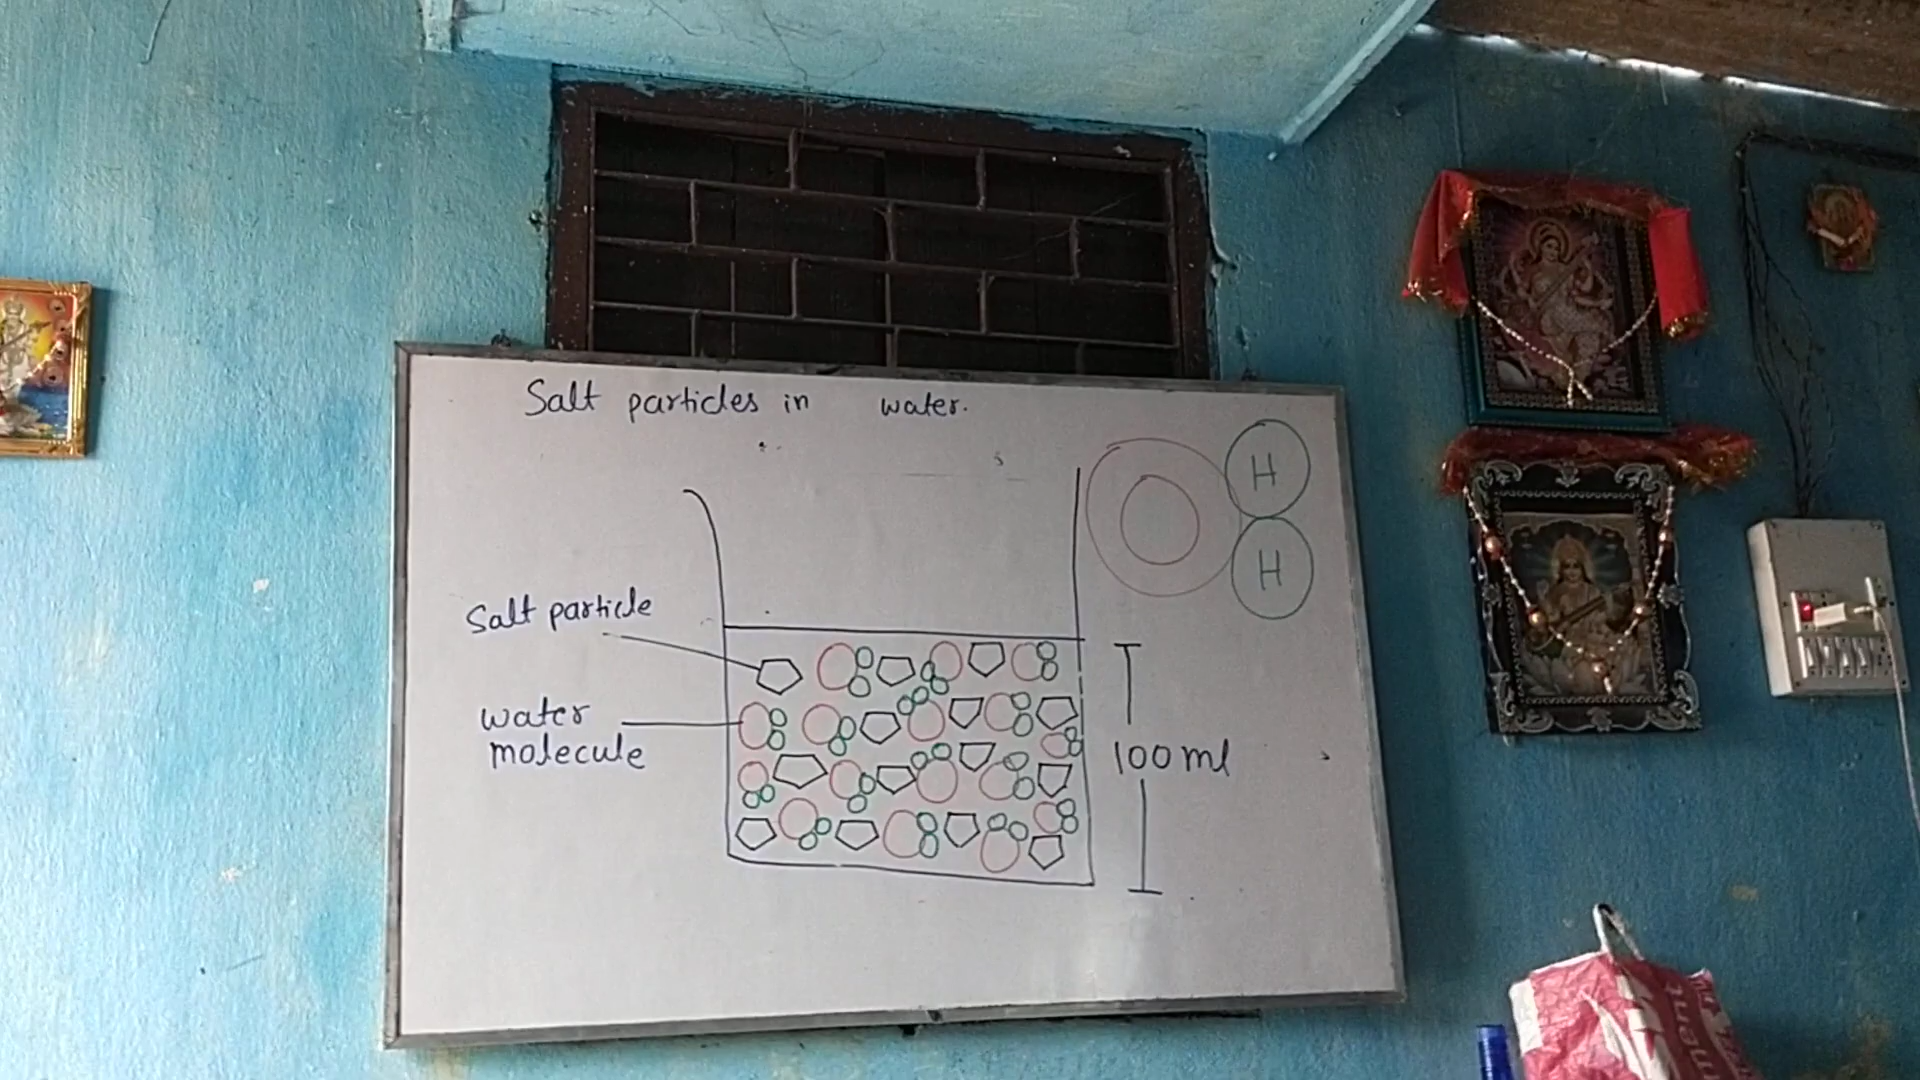 Salt particles in water.
H
H
Salt particle
water
molecule
100 ml